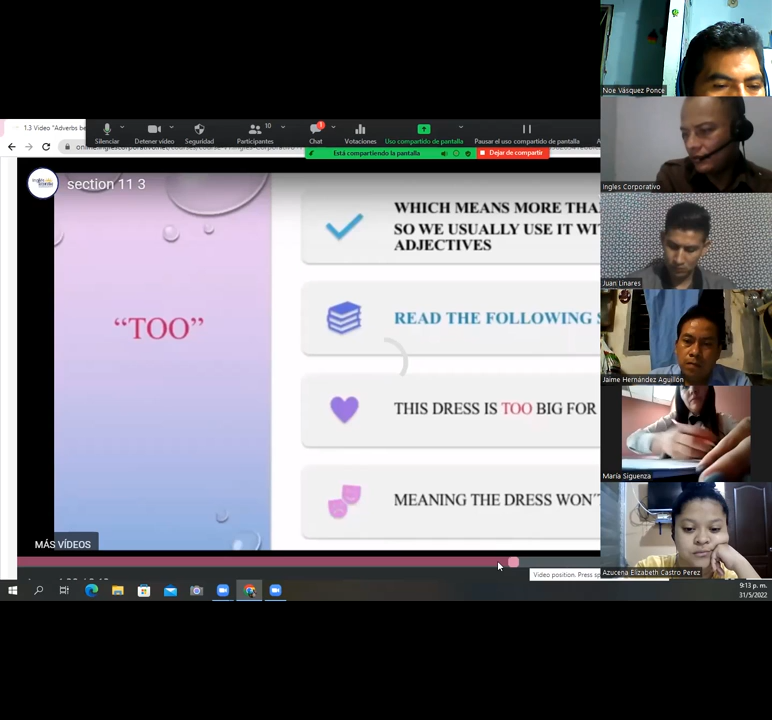 Noe Vásquez Ponce
1.3 Video "Adverbs be
10
1
Silenciar
Detener video
Seguridad
Participantes
Chat
Votaciones
Uso compartido de pantalla
Pausar el uso compartido de pantalla
Está compartiendo la pantalla
Dejar de compartir
Ingles Corporativo
section 11 3
WHICH MEANS MORE THA
SO WE USUALLY USE IT WI
ADJECTIVES
"TOO"
READ THE FOLLOWING S
THIS DRESS IS TOO BIG FOR
MEANING THE DRESS WON'T
MÁS VÍDEOS
Juan Linares
Jaime Hernández Aguillón
María Siguenza
Azucena Elizabeth Castro Perez
Video position. Press sp
9:13 p. m.
31/5/2022